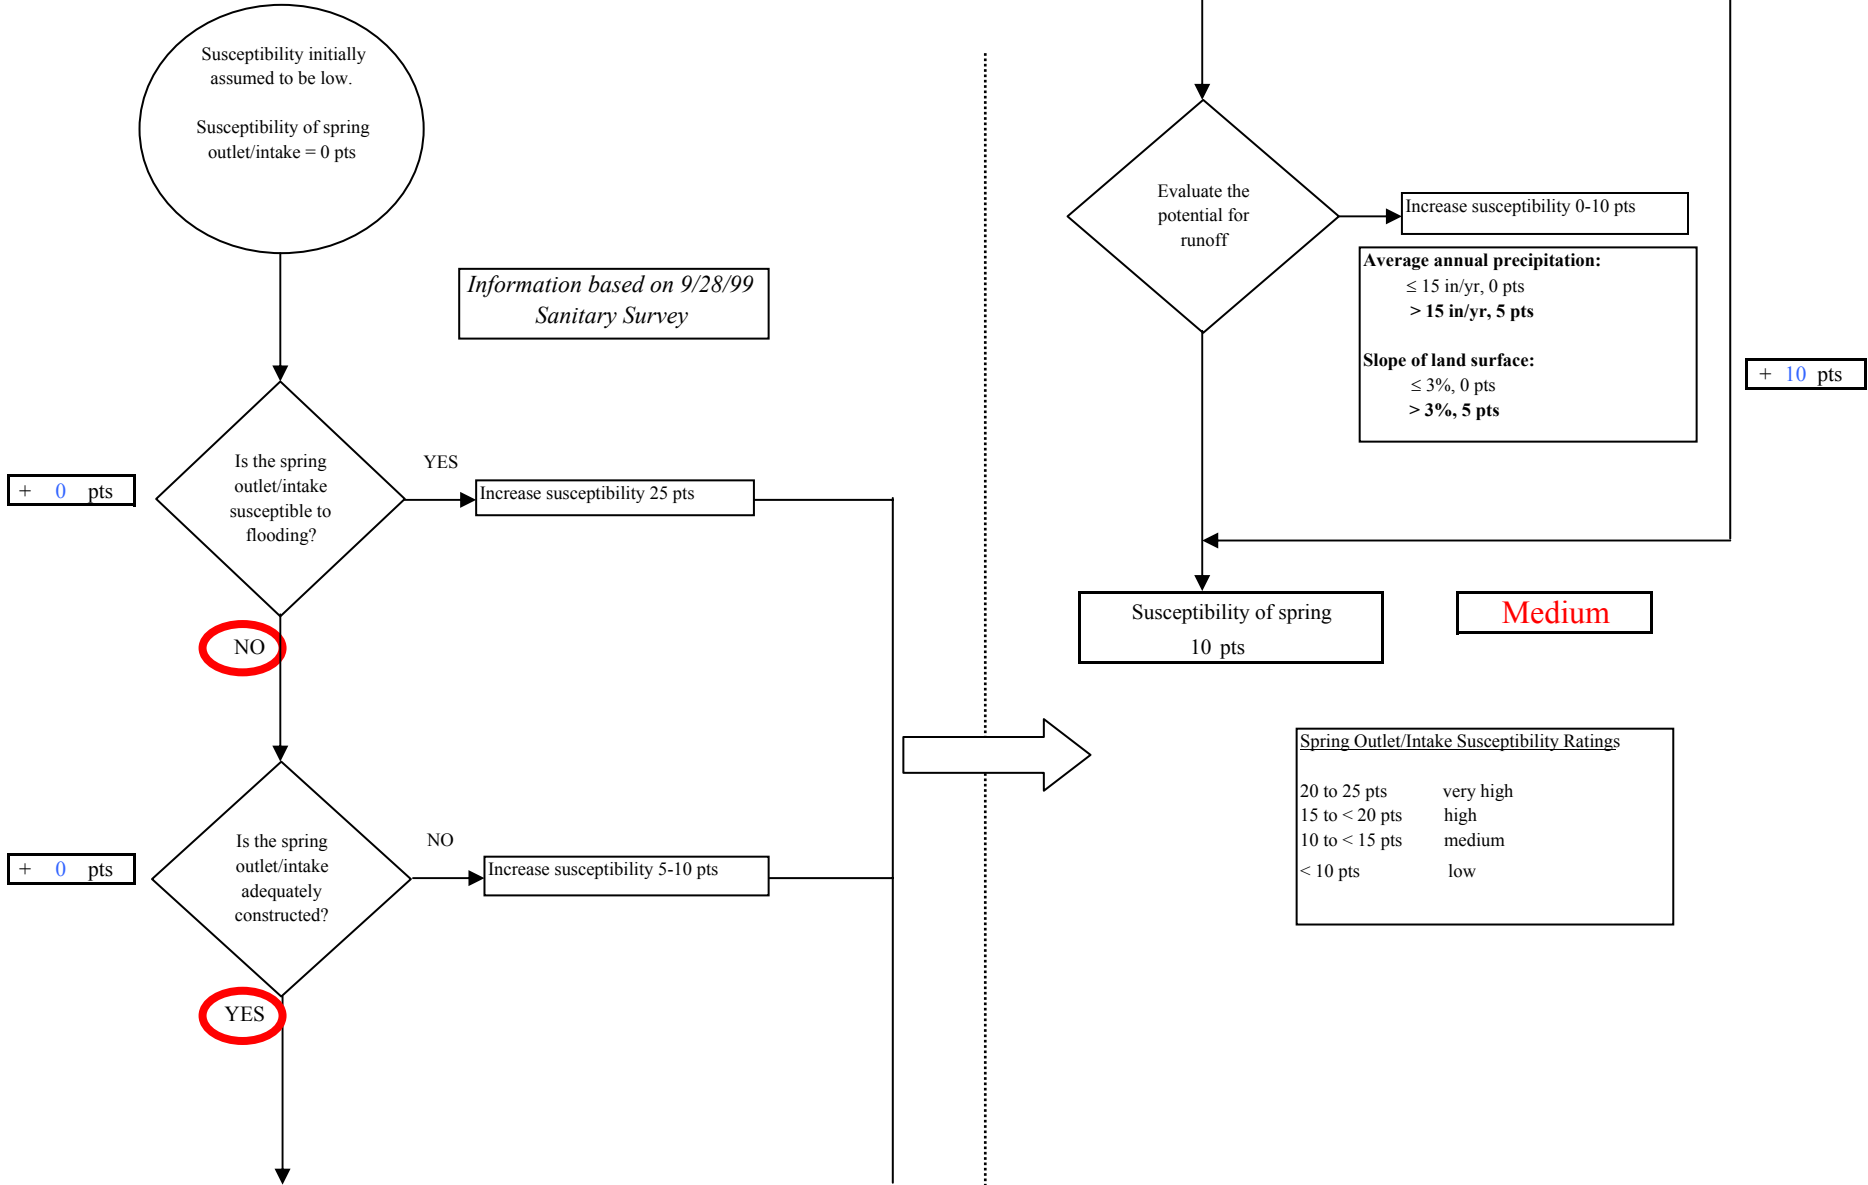 Susceptibility initially
assumed to be low.
Susceptibility of spring
outlet/intake = 0 pts
Information based on 9/28/99
Sanitary Survey
+ 0 pts
Is the spring
outlet/intake
susceptible to
flooding?
YES
Increase susceptibility 25 pts
NO
+ 0 pts
Is the spring
outlet/intake
adequately
constructed?
NO
Increase susceptibility 5-10 pts
YES
Evaluate the
potential for
runoff
Increase susceptibility 0-10 pts
Average annual precipitation:
≤ 15 in/yr, 0 pts
> 15 in/yr, 5 pts
Slope of land surface:
≤ 3%, 0 pts
> 3%, 5 pts
+ 10 pts
Susceptibility of spring
10 pts
Medium
Spring Outlet/Intake Susceptibility Ratings
20 to 25 pts very high
15 to < 20 pts high
10 to < 15 pts medium
< 10 pts low